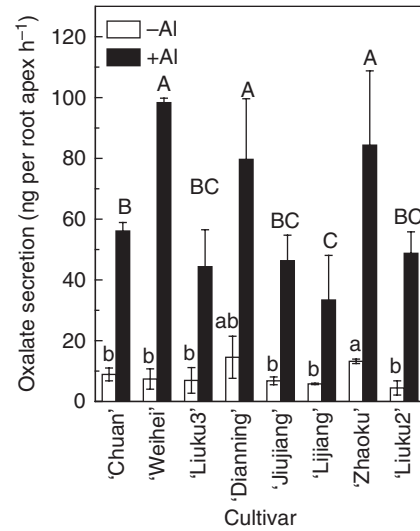 120
100
80
60
40
20
0
Oxalate secretion (ng per root apex h⁻¹)
–Al
+Al
A
A
A
B
BC
BC
C
BC
b
b
b
ab
b
b
a
b
'Chuan'
'Weihei'
'Liuku3'
'Dianning'
'Jiujiang'
'Lijiang'
'Zhaoku'
'Liuku2'
Cultivar